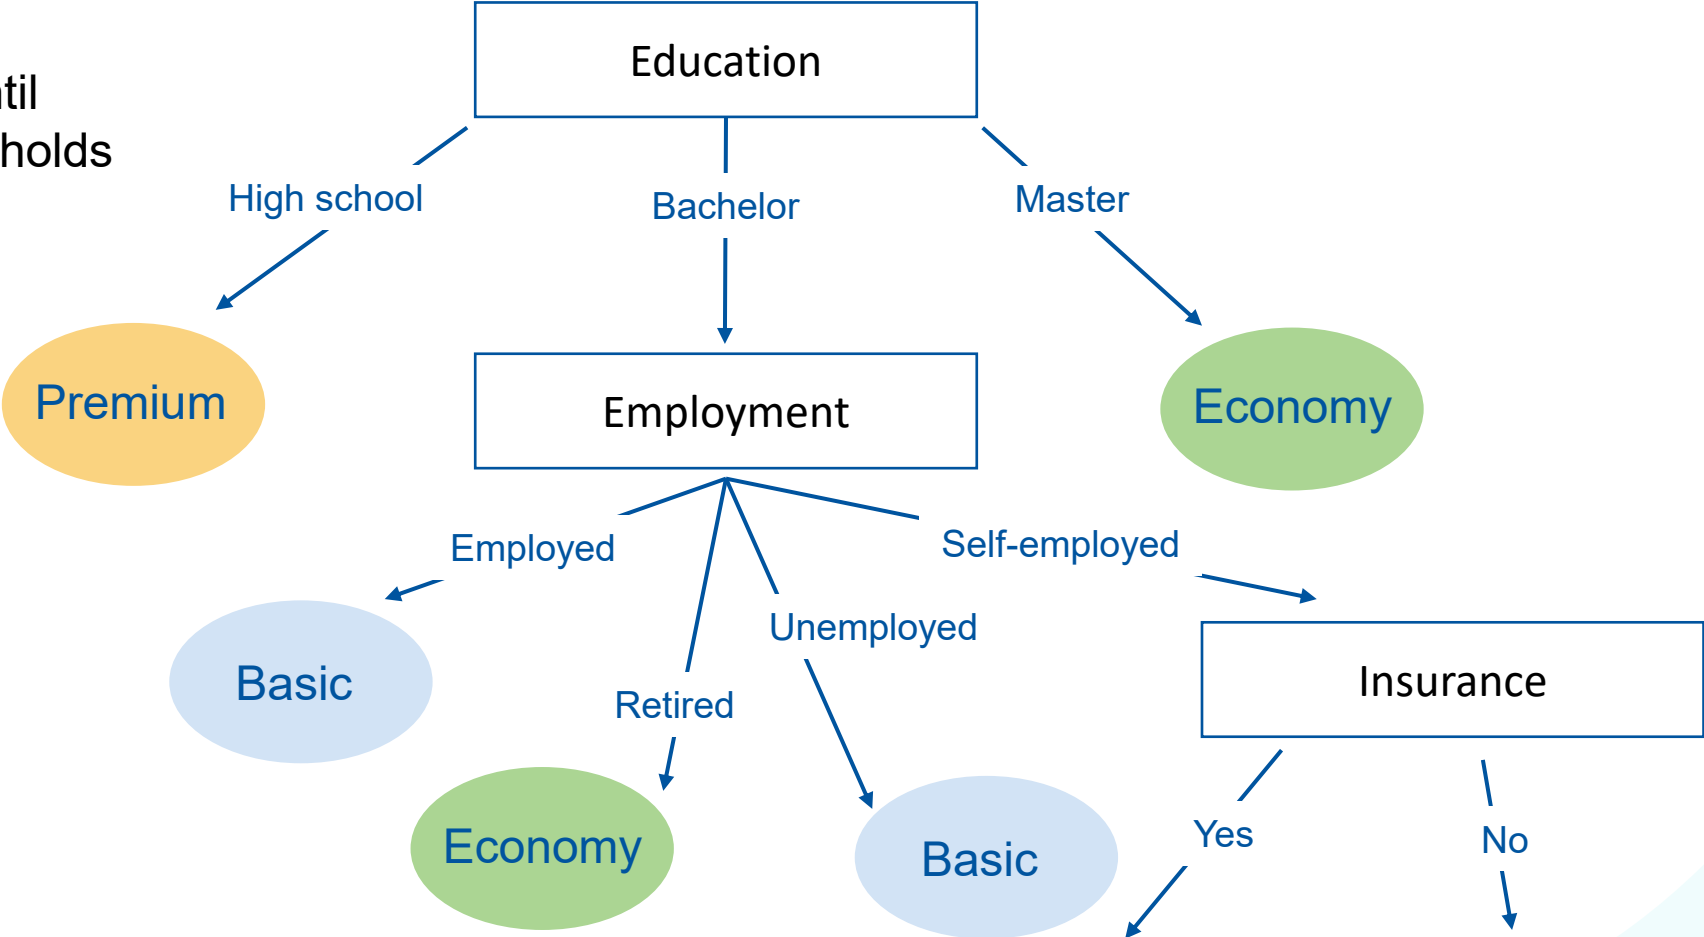 Education
holds
High school
Bachelor
Master
Premium
Employment
Economy
Employed
Self-employed
Unemployed
Basic
Retired
Insurance
Economy
Basic
Yes
No